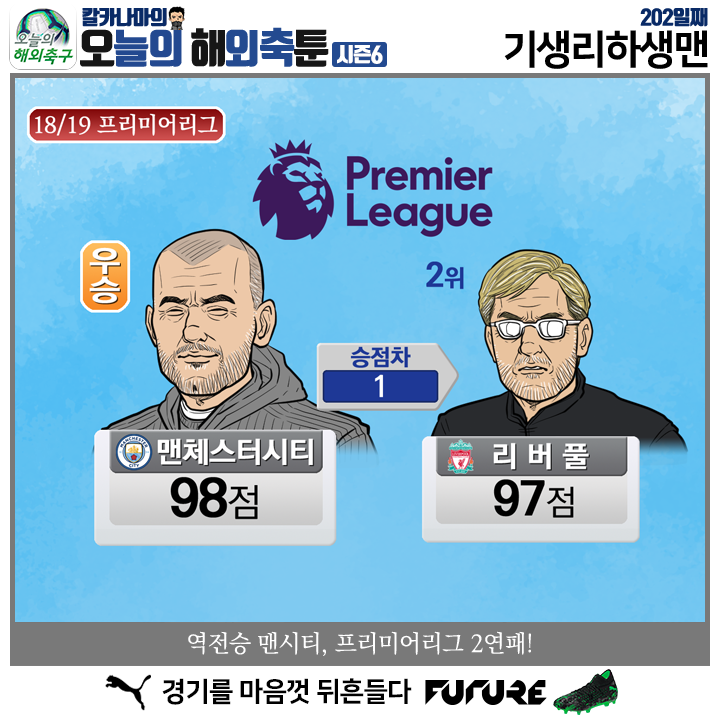 오늘의
해외축구
칼카나마의
오늘의 해외축툰 시즌6
202일째
기생리하생맨
18/19 프리미어리그
Premier
League
우승
2위
승점차
1
MANCHESTER
CITY
맨체스터시티
98점
리버풀
97점
역전승 맨시티, 프리미어리그 2연패!
경기를 마음껏 뒤흔들다 FUTURE